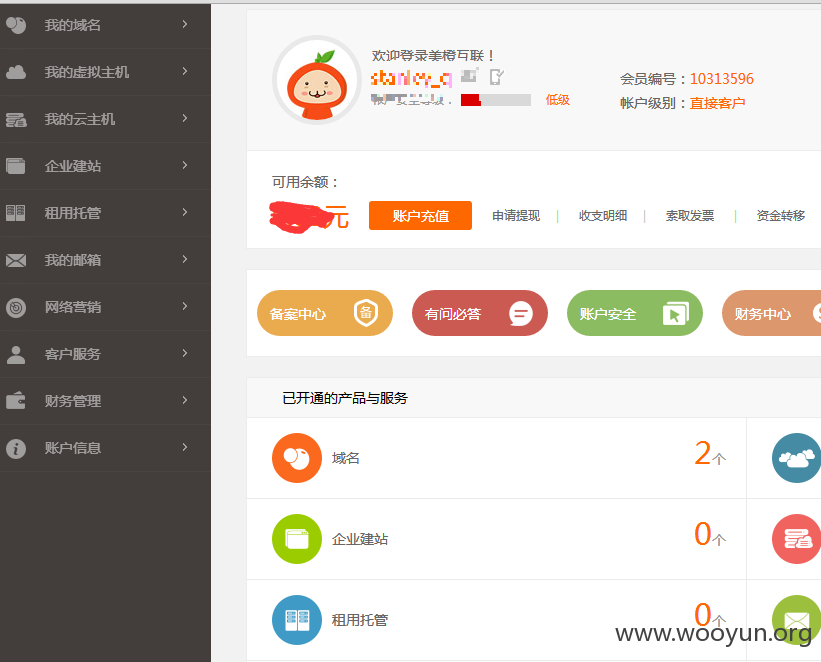 我的域名
我的虚拟主机
我的云主机
企业建站
租用托管
我的邮箱
网络营销
客户服务
财务管理
账户信息
欢迎登录美橙互联！
会员编号：10313596
低级
帐户级别：直接客户
可用余额：
元
账户充值
申请提现 | 收支明细 | 索取发票 | 资金转移
备案中心 备
有问必答
账户安全
财务中心
已开通的产品与服务
域名 2个
企业建站 0个
租用托管 0个
www.wooyun.org